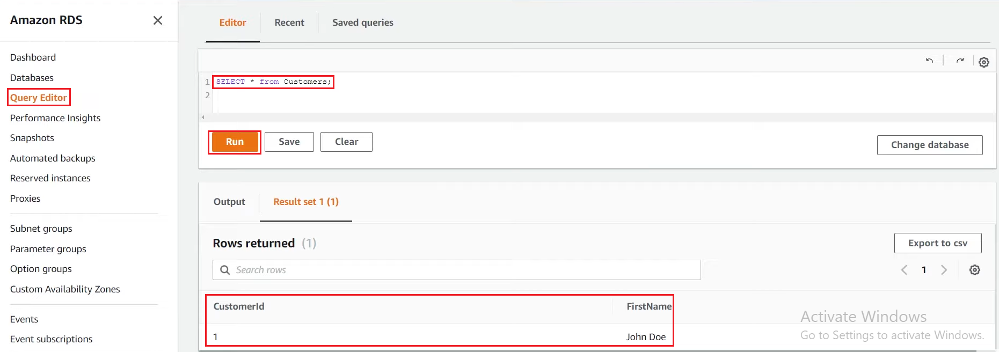 Amazon RDS
Dashboard
Databases
Query Editor
Performance Insights
Snapshots
Automated backups
Reserved instances
Proxies
Subnet groups
Parameter groups
Option groups
Custom Availability Zones
Events
Event subscriptions
Editor Recent Saved queries
1 SELECT * from Customers;
2
Run Save Clear Change database
Output Result set 1 (1)
Rows returned (1) Export to csv
Search rows 1
CustomerId FirstName
1 John Doe
Activate Windows
Go to Settings to activate Windows.